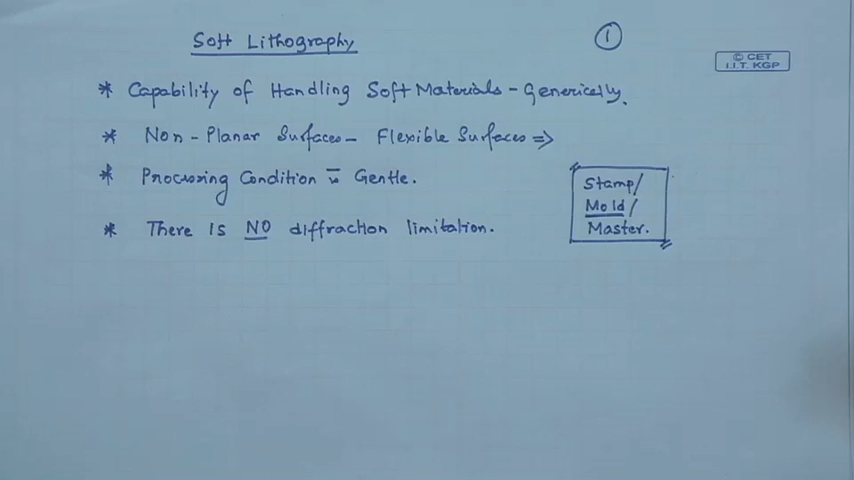 Soft Lithography
1
© CET
I.I.T. KGP
* Capability of Handling Soft Materials - Generically.
* Non-Planar Surfaces - Flexible Surfaces ⇒
* Processing Condition is Gentle.
* There is NO diffraction limitation.
Stamp/
Mold/
Master.